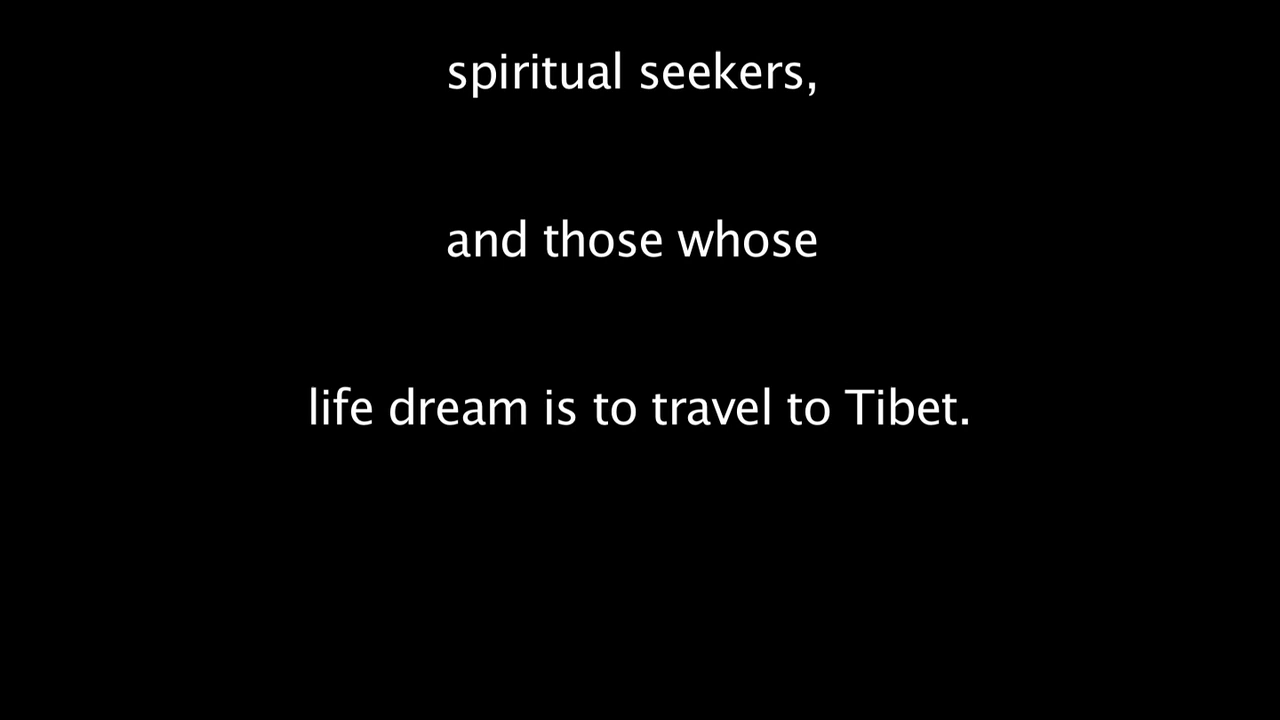 spiritual seekers,
and those whose
life dream is to travel to Tibet.